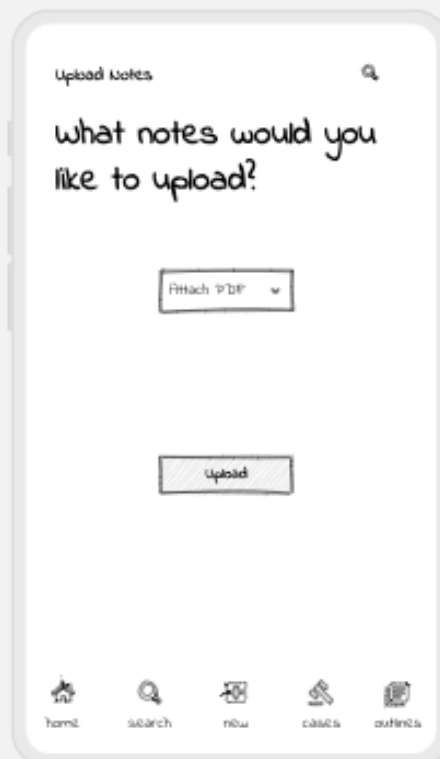 Upload Notes
What notes would you
like to upload?
Attach PDF
Upload
home search new cases outlines